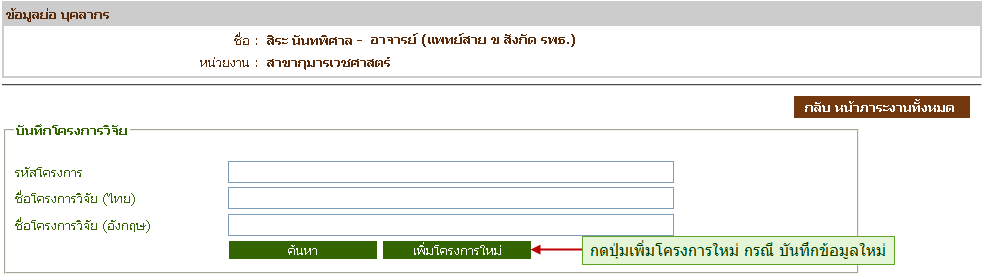 ข้อมูลย่อ บุคลากร
ชื่อ : สิระ นันทพิศาล - อาจารย์ (แพทย์สาย ข สังกัด รพธ.)
หน่วยงาน : สาขากุมารเวชศาสตร์
กลับ หน้าภาระงานทั้งหมด
บันทึกโครงการวิจัย
รหัสโครงการ
ชื่อโครงการวิจัย (ไทย)
ชื่อโครงการวิจัย (อังกฤษ)
ค้นหา เพิ่มโครงการใหม่ กดปุ่มเพิ่มโครงการใหม่ กรณี บันทึกข้อมูลใหม่